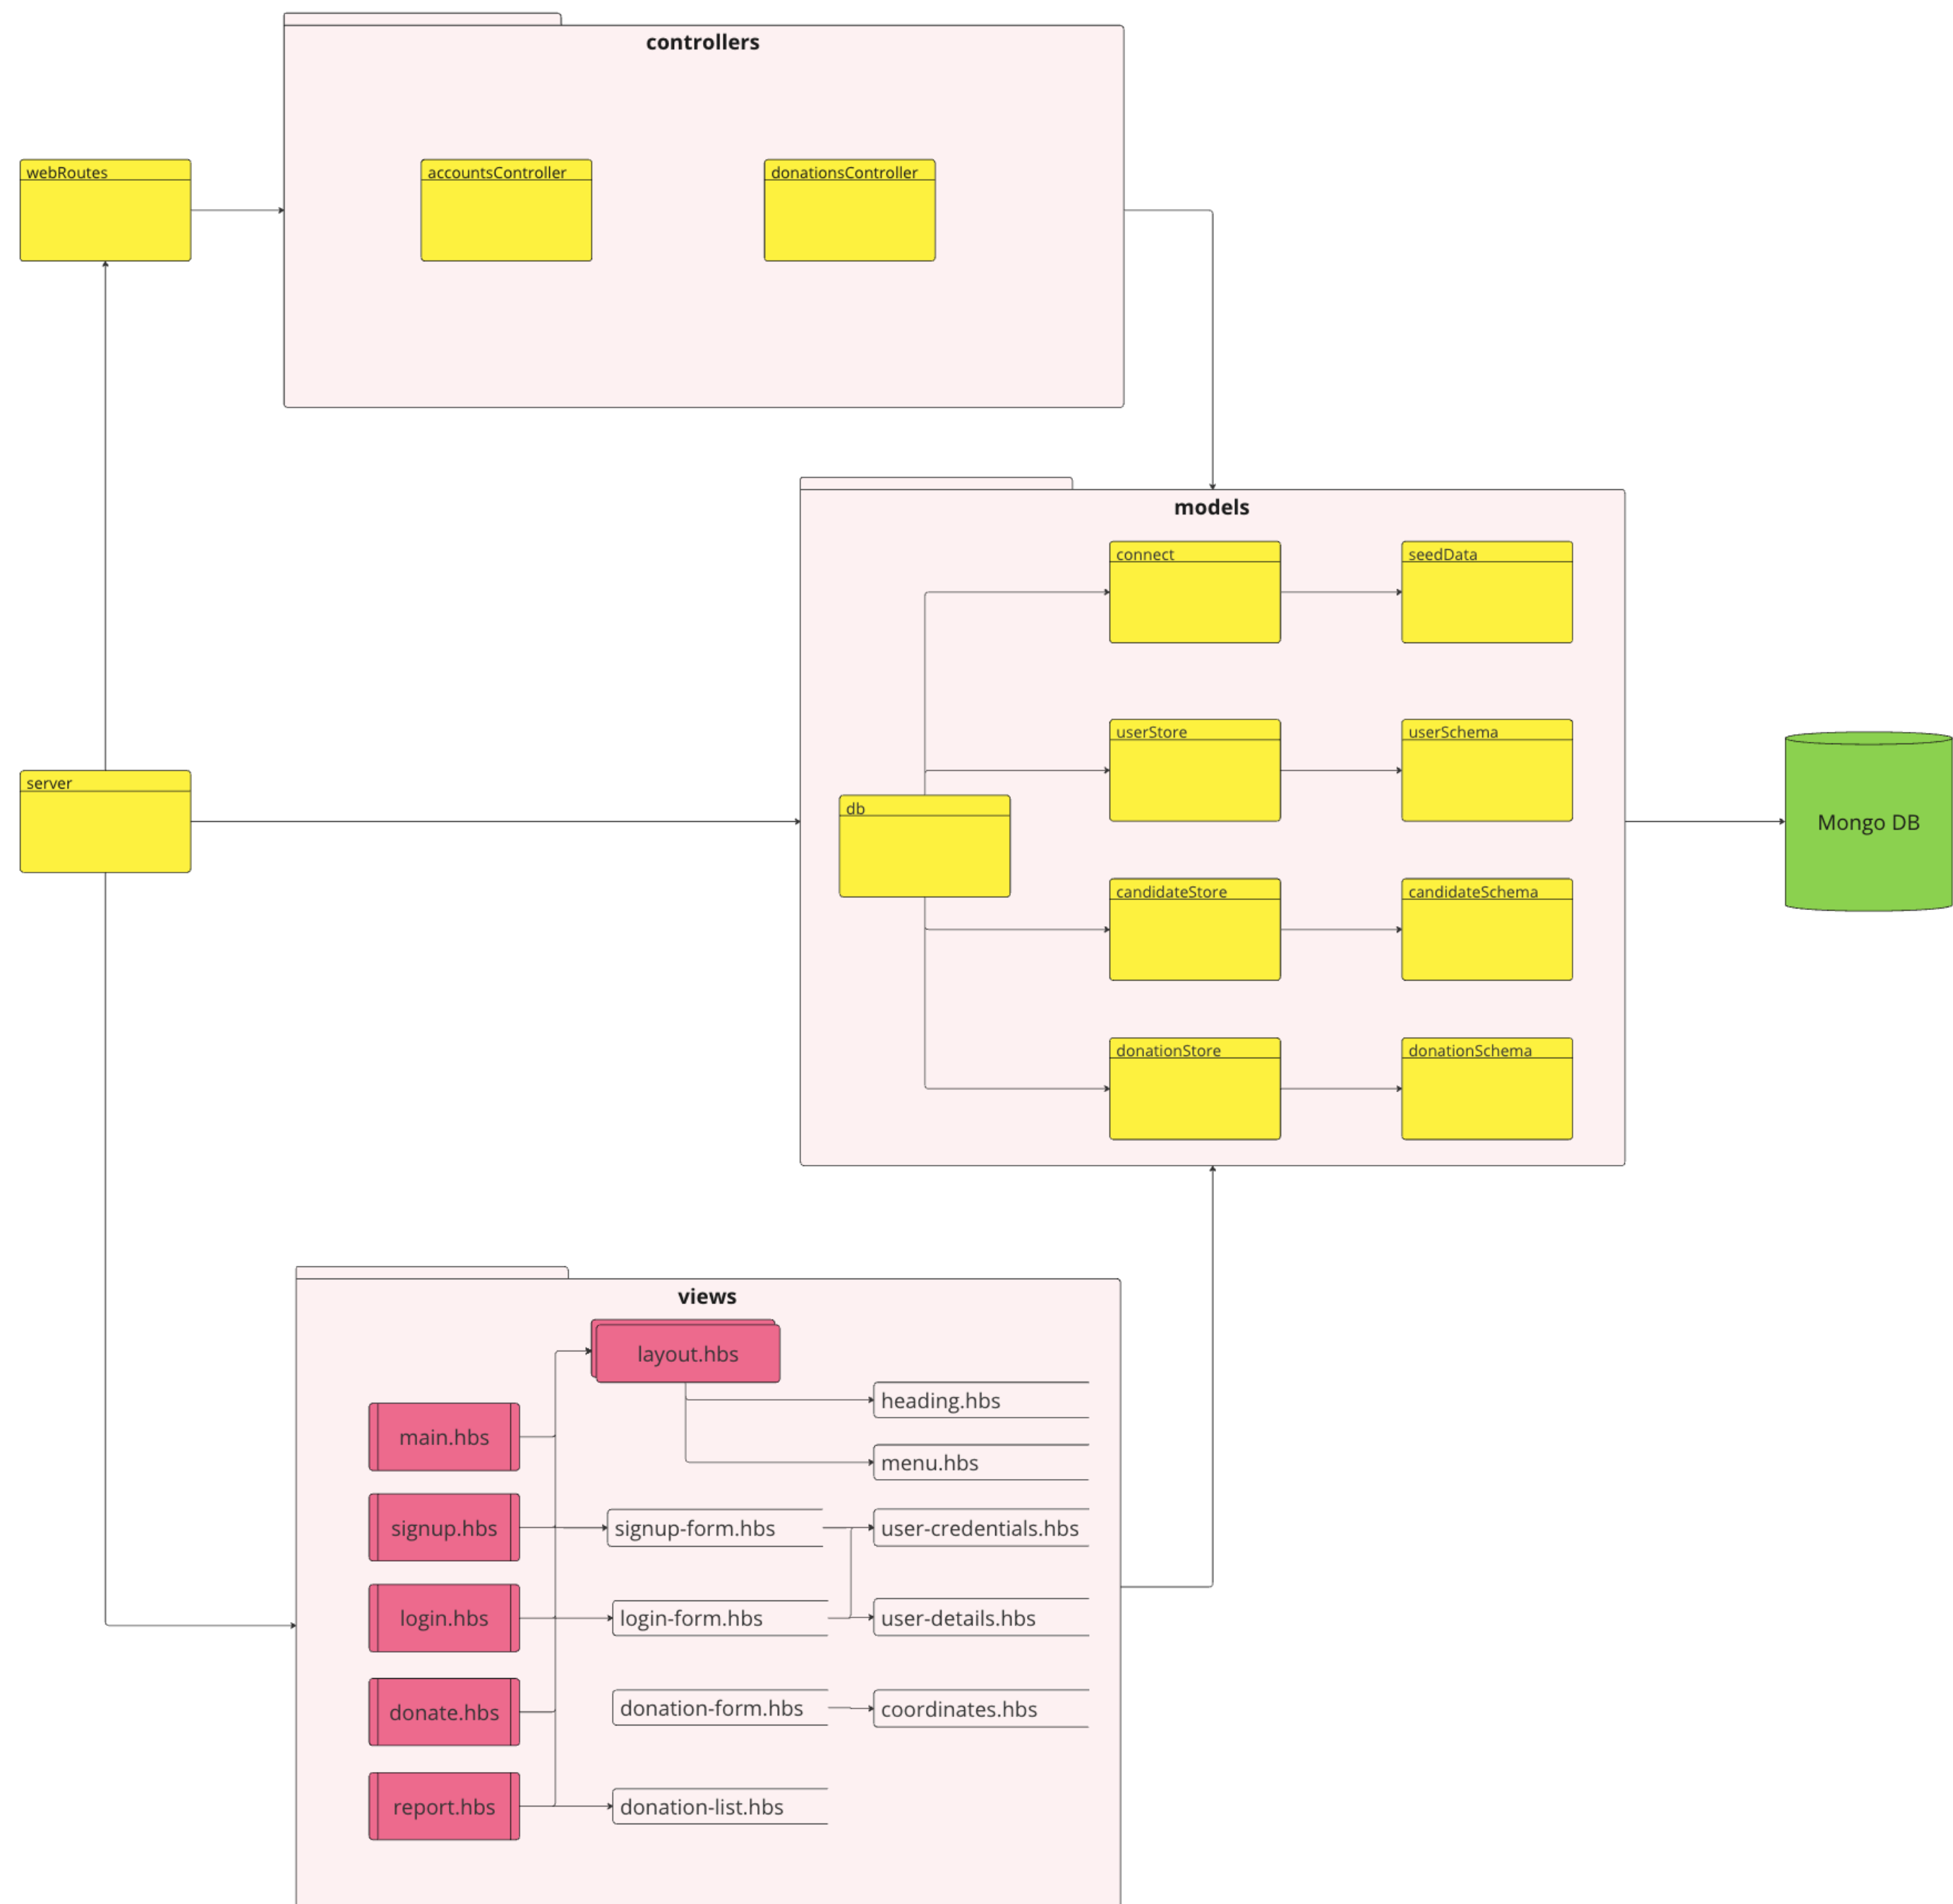 controllers
webRoutes
accountsController
donationsController
models
connect
seedData
userStore
userSchema
server
db
Mongo DB
candidateStore
candidateSchema
donationStore
donationSchema
views
layout.hbs
heading.hbs
main.hbs
menu.hbs
signup.hbs
signup-form.hbs
user-credentials.hbs
login.hbs
login-form.hbs
user-details.hbs
donate.hbs
donation-form.hbs
coordinates.hbs
report.hbs
donation-list.hbs